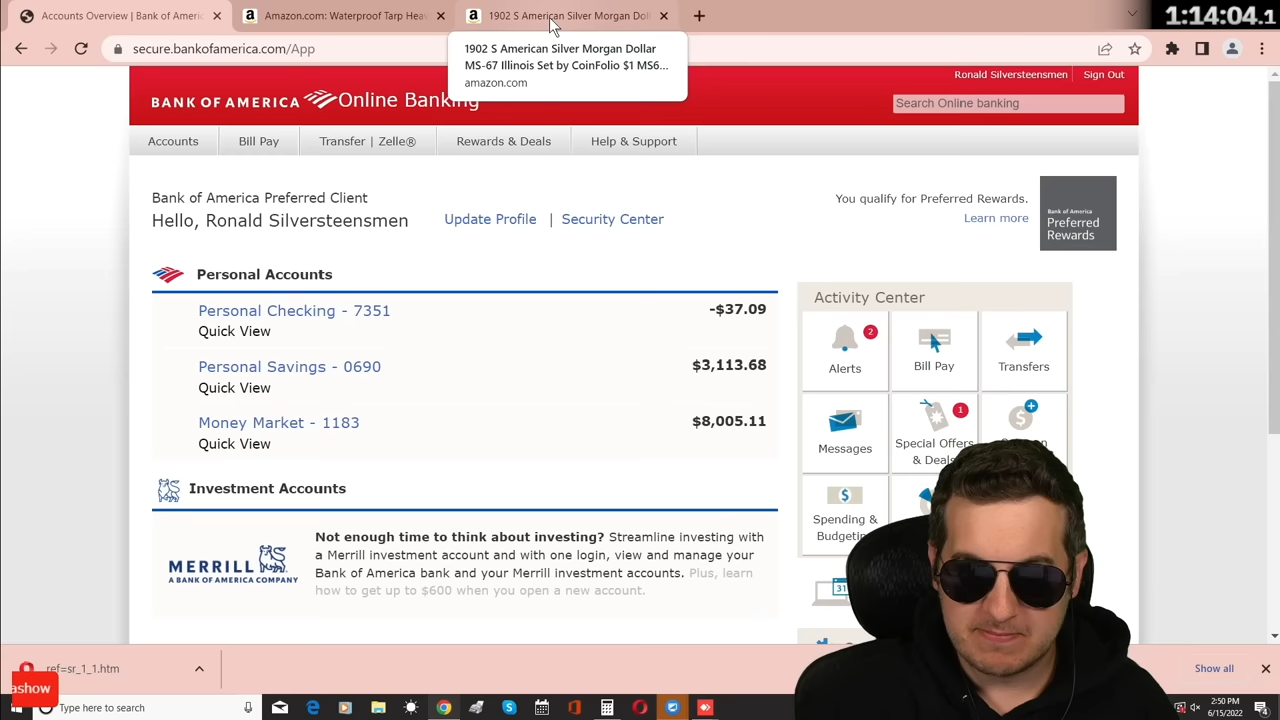 Accounts Overview | Bank of Americ
Amazon.com: Waterproof Tarp Heav
1902 S American Silver Morgan Doll
1:14:04.1
secure.bankofamerica.com/App
1902 S American Silver Morgan Dollar
MS-67 Illinois Set by CoinFolio $1 MS6...
amazon.com
Ronald Silversteensmen
Sign Out
BANK OF AMERICA
Online Banking
Search Online banking
Accounts
Bill Pay
Transfer | Zelle®
Rewards & Deals
Help & Support
Bank of America Preferred Client
Hello, Ronald Silversteensmen
Update Profile | Security Center
You qualify for Preferred Rewards.
Learn more
Bank of America
Preferred
Rewards
Personal Accounts
Personal Checking - 7351
-$37.09
Quick View
Personal Savings - 0690
$3,113.68
Quick View
Money Market - 1183
$8,005.11
Quick View
Investment Accounts
MERRILL
A BANK OF AMERICA COMPANY
Not enough time to think about investing? Streamline investing with
a Merrill investment account and with one login, view and manage your
Bank of America bank and your Merrill investment accounts. Plus, learn
how to get up to $600 when you open a new account.
Activity Center
2
Alerts
Bill Pay
Transfers
Messages
1
Special Offers
& Deals
Spending &
Budgeting
31
ref=sr_1_1.htm
Show all
ashow
Type here to search
2:50 PM
6/15/2022
4